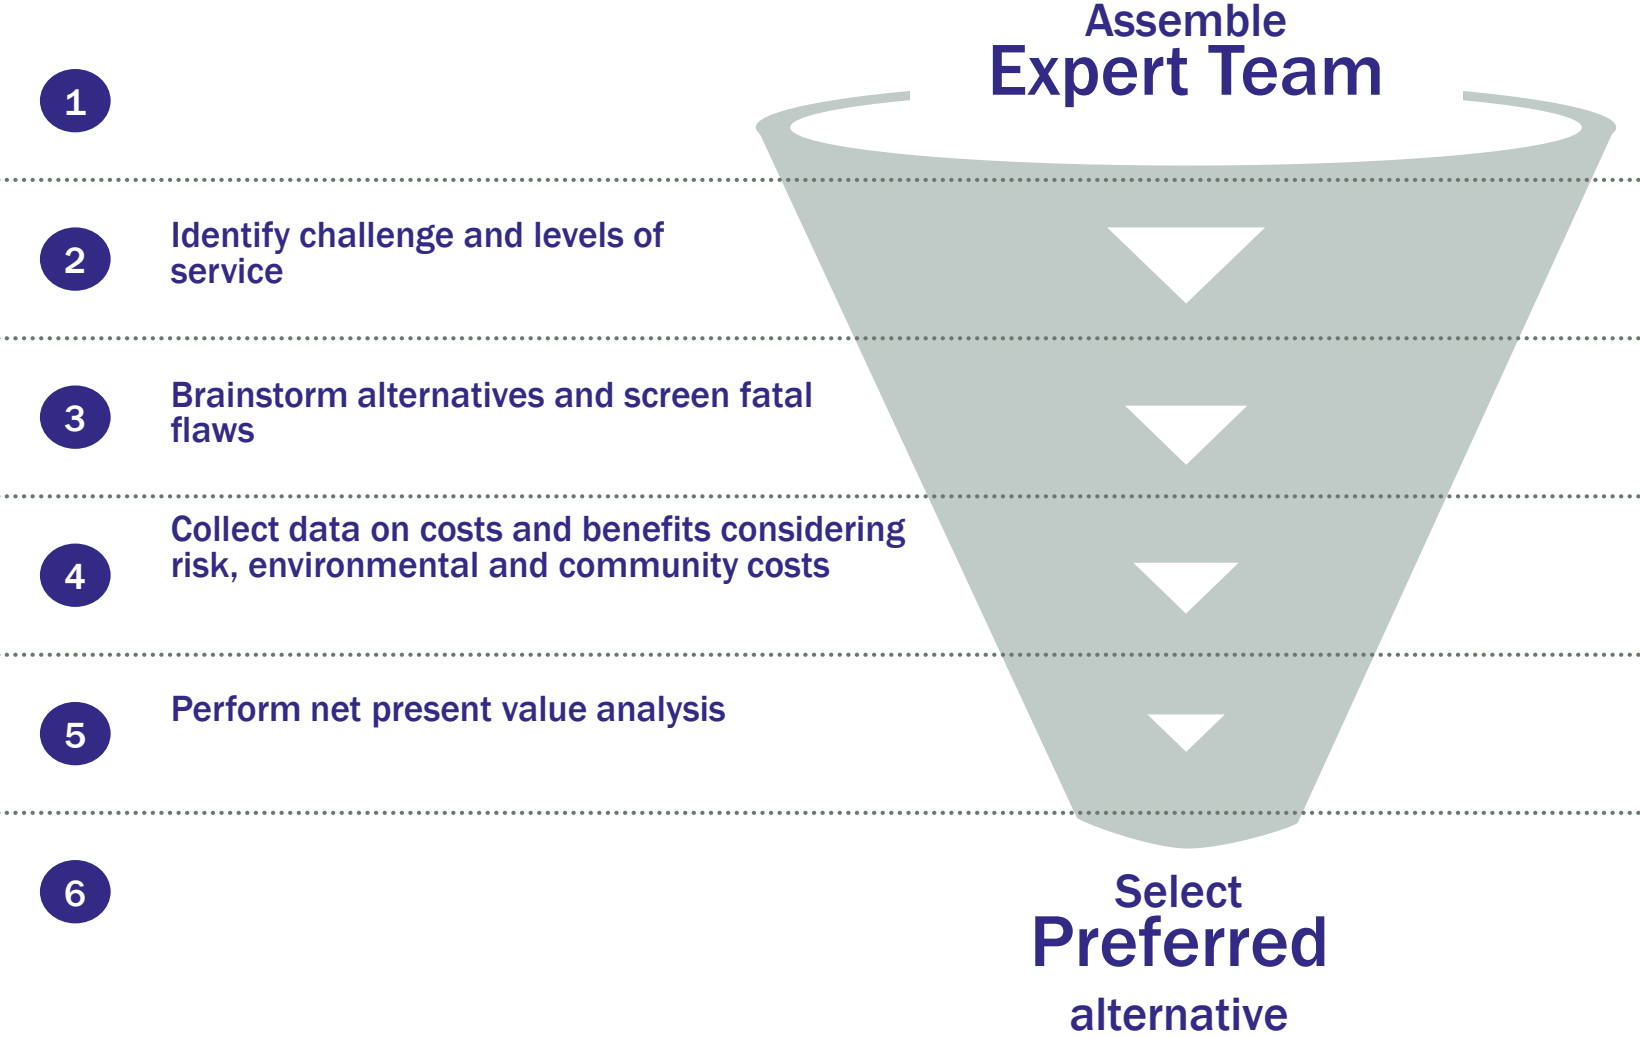 Assemble
Expert Team
1
2
Identify challenge and levels of
service
3
Brainstorm alternatives and screen fatal
flaws
4
Collect data on costs and benefits considering
risk, environmental and community costs
5
Perform net present value analysis
6
Select
Preferred
alternative